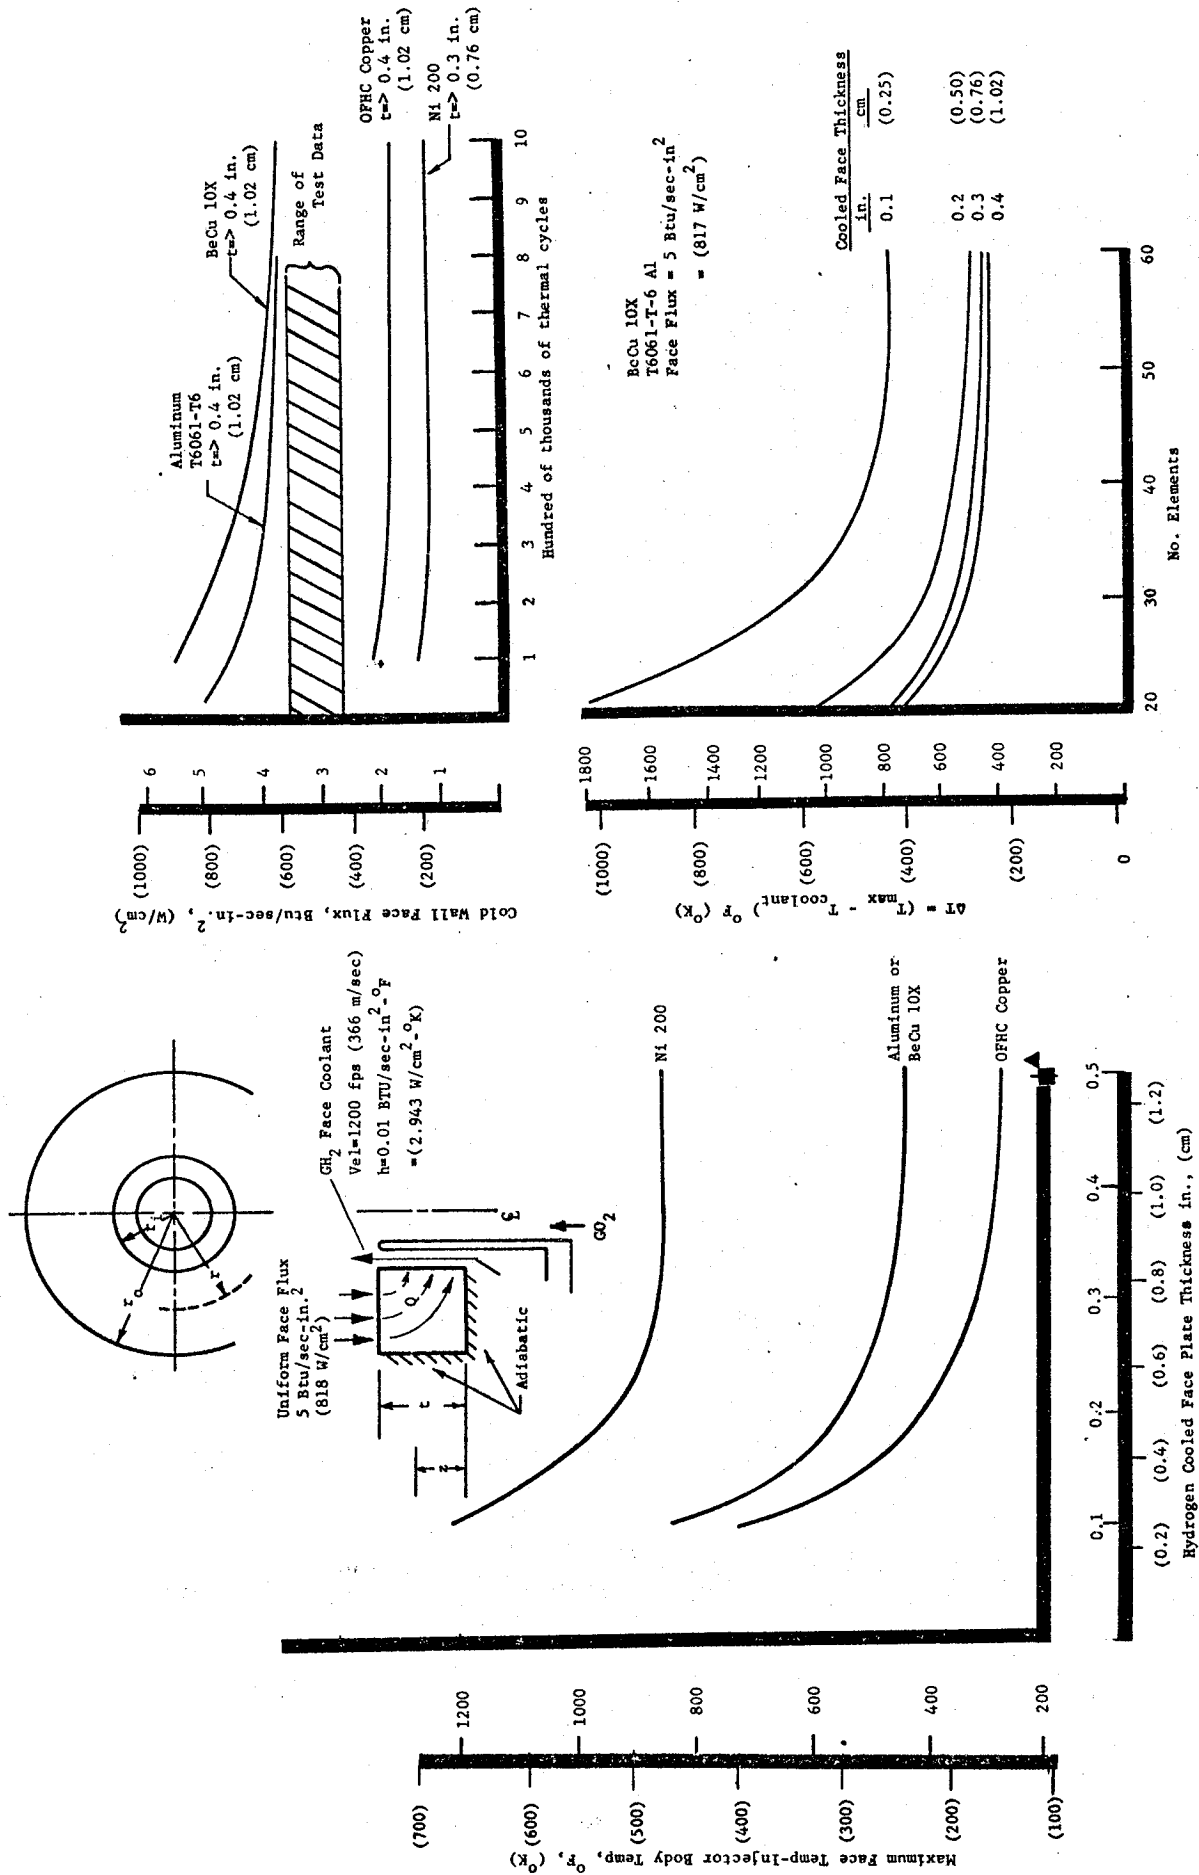 Uniform Face Flux
5 Btu/sec-in.2
(818 W/cm2)
GH2 Face Coolant
Vel=1200 fps (366 m/sec)
h=0.01 BTU/sec-in2-oF
=(2.943 W/cm2-oK)
ro
ri
r
Q
t
z
Adiabatic
℄
GO2
Maximum Face Temp-Injector Body Temp, oF, (oK)
(700)
(600)
(500)
(400)
(300)
(200)
(100)
1200
1000
800
600
400
200
Ni 200
Aluminum or
BeCu 10X
OFHC Copper
0.1
0.2
0.3
0.4
0.5
(0.2)
(0.4)
(0.6)
(0.8)
(1.0)
(1.2)
Hydrogen Cooled Face Plate Thickness in., (cm)
Cold Wall Face Flux, Btu/sec-in.2, (W/cm2)
(1000)
(800)
(600)
(400)
(200)
6
5
4
3
2
1
Aluminum
T6061-T6
t=> 0.4 in.
(1.02 cm)
BeCu 10X
t=> 0.4 in.
(1.02 cm)
Range of
Test Data
OFHC Copper
t=> 0.4 in.
(1.02 cm)
Ni 200
t=> 0.3 in.
(0.76 cm)
1 2 3 4 5 6 7 8 9 10
Hundred of thousands of thermal cycles
ΔT = (Tmax - Tcoolant) oF (oK)
(1000)
(800)
(600)
(400)
(200)
0
1800
1600
1200
1200
1000
800
600
400
200
BeCu 10X
T6061-T-6 Al
Face Flux = 5 Btu/sec-in2
= (817 W/cm2)
Cooled Face Thickness
in. cm
0.1 (0.25)
0.2 (0.50)
0.3 (0.76)
0.4 (1.02)
20 30 40 50 60
No. Elements